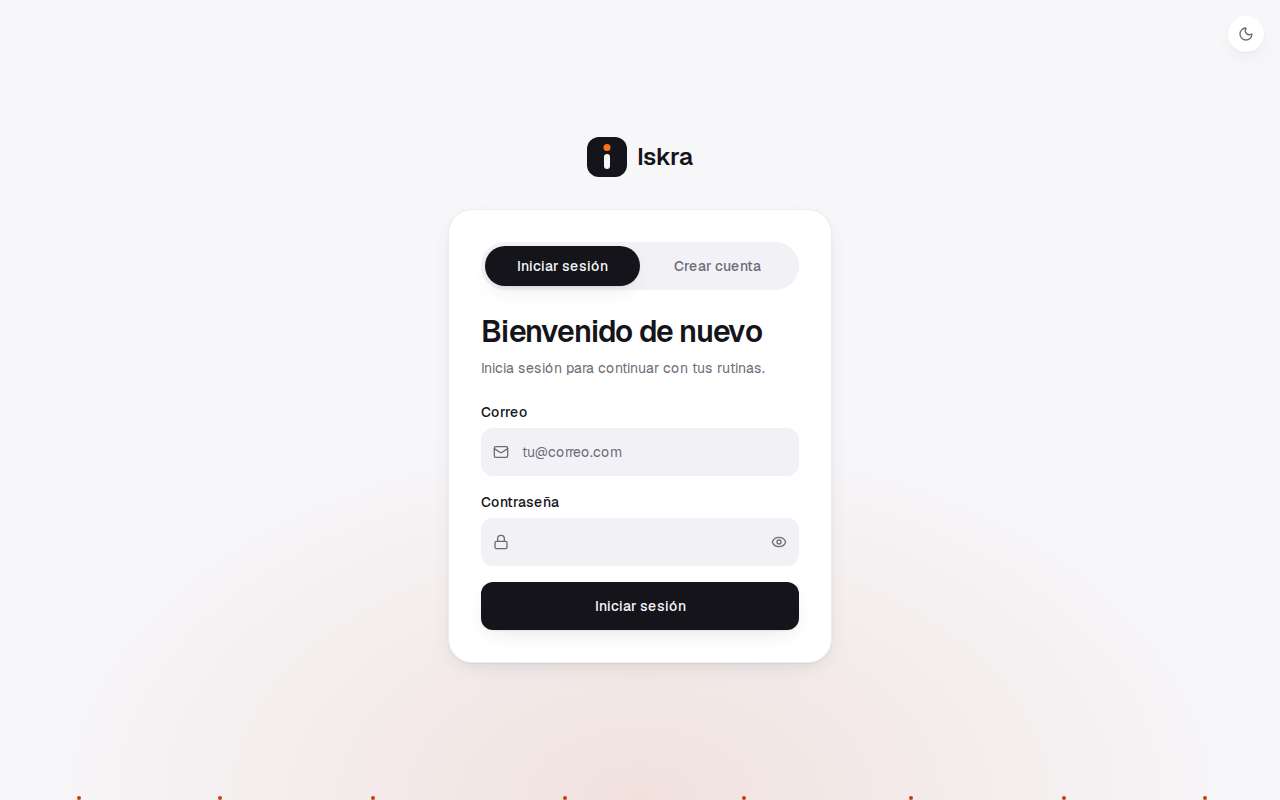 Iskra
Iniciar sesión
Crear cuenta
Bienvenido de nuevo
Inicia sesión para continuar con tus rutinas.
Correo
tu@correo.com
Contraseña
Iniciar sesión